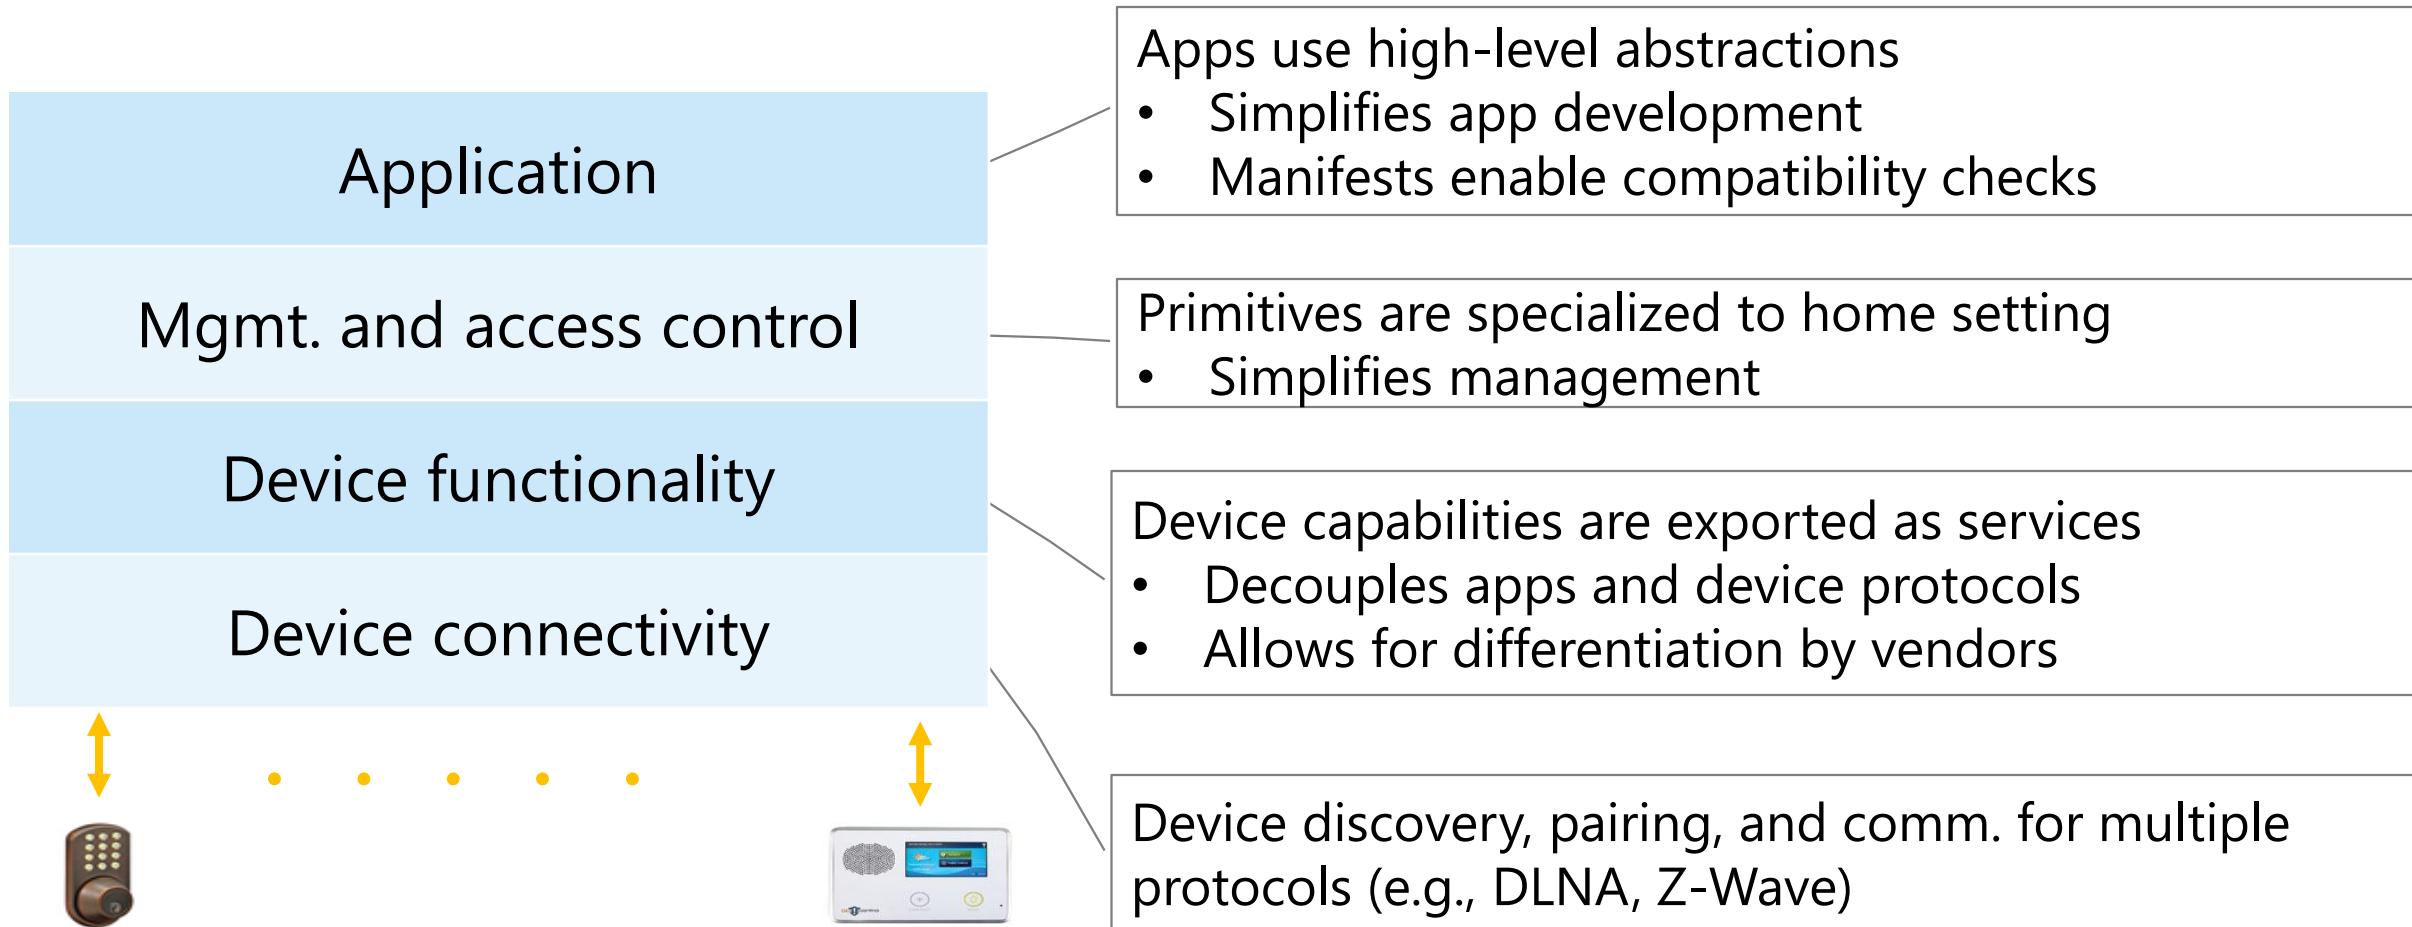 Application
Mgmt. and access control
Device functionality
Device connectivity
Apps use high-level abstractions
• Simplifies app development
• Manifests enable compatibility checks
Primitives are specialized to home setting
• Simplifies management
Device capabilities are exported as services
• Decouples apps and device protocols
• Allows for differentiation by vendors
Device discovery, pairing, and comm. for multiple
protocols (e.g., DLNA, Z-Wave)